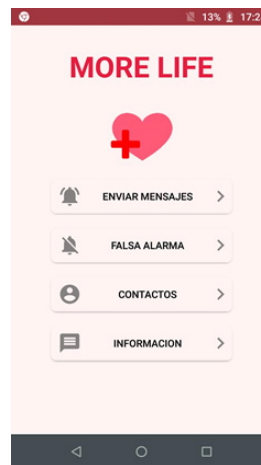 13% 17:2
MORE LIFE
ENVIAR MENSAJES
FALSA ALARMA
CONTACTOS
INFORMACION